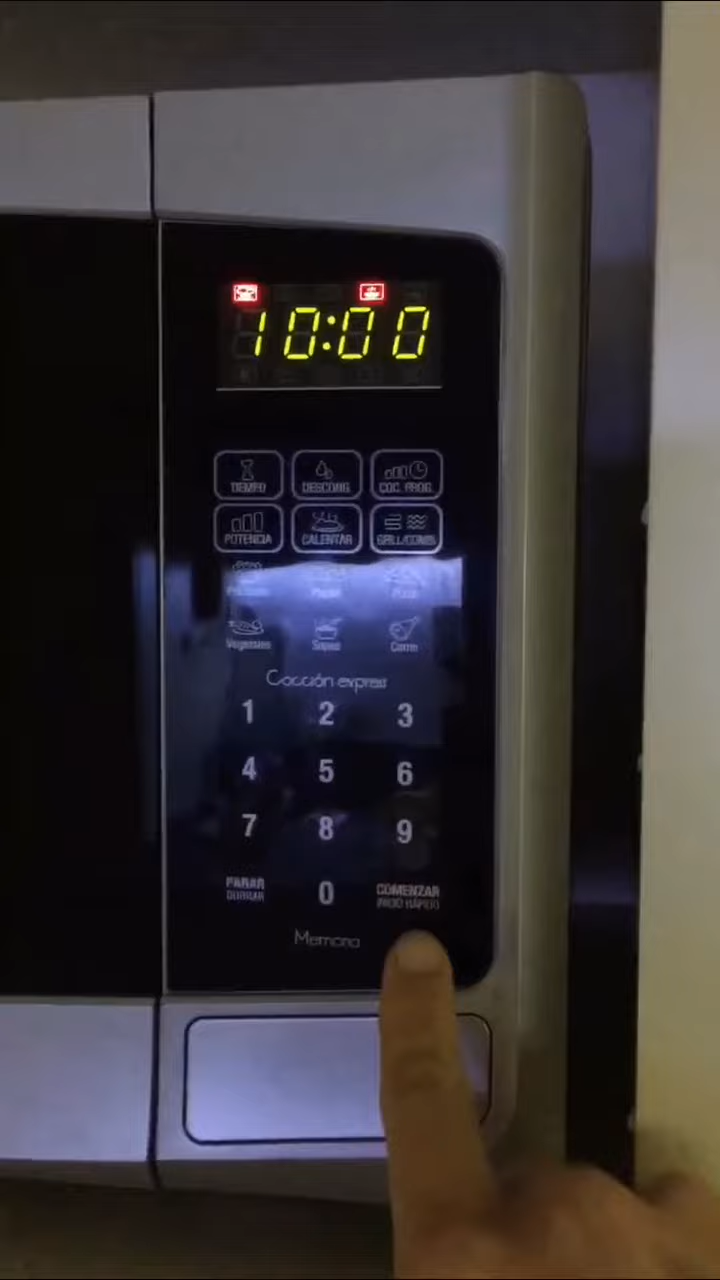 10:00
TIEMPO DESCONG. COC. PROG.
POTENCIA CALENTAR GRILL/COMB.
Vegetales Sopas Carne
Cocción express
1 2 3
4 5 6
7 8 9
PARAR 0 COMENZAR
INICIO RÁPIDO
Memoria